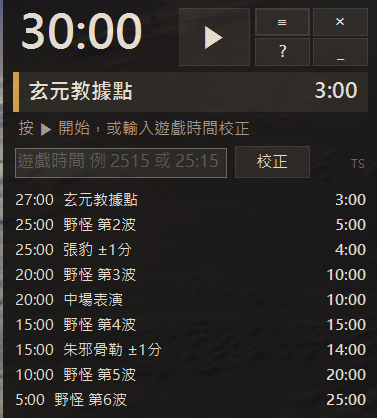 30:00 ▶ ≡ ×
? _
玄元教據點 3:00
按 ▶ 開始，或輸入遊戲時間校正
遊戲時間 例 2515 或 25:15 校正 TS
27:00 玄元教據點 3:00
25:00 野怪 第2波 5:00
25:00 張豹 ±1分 4:00
20:00 野怪 第3波 10:00
20:00 中場表演 10:00
15:00 野怪 第4波 15:00
15:00 朱邪骨勒 ±1分 14:00
10:00 野怪 第5波 20:00
5:00 野怪 第6波 25:00